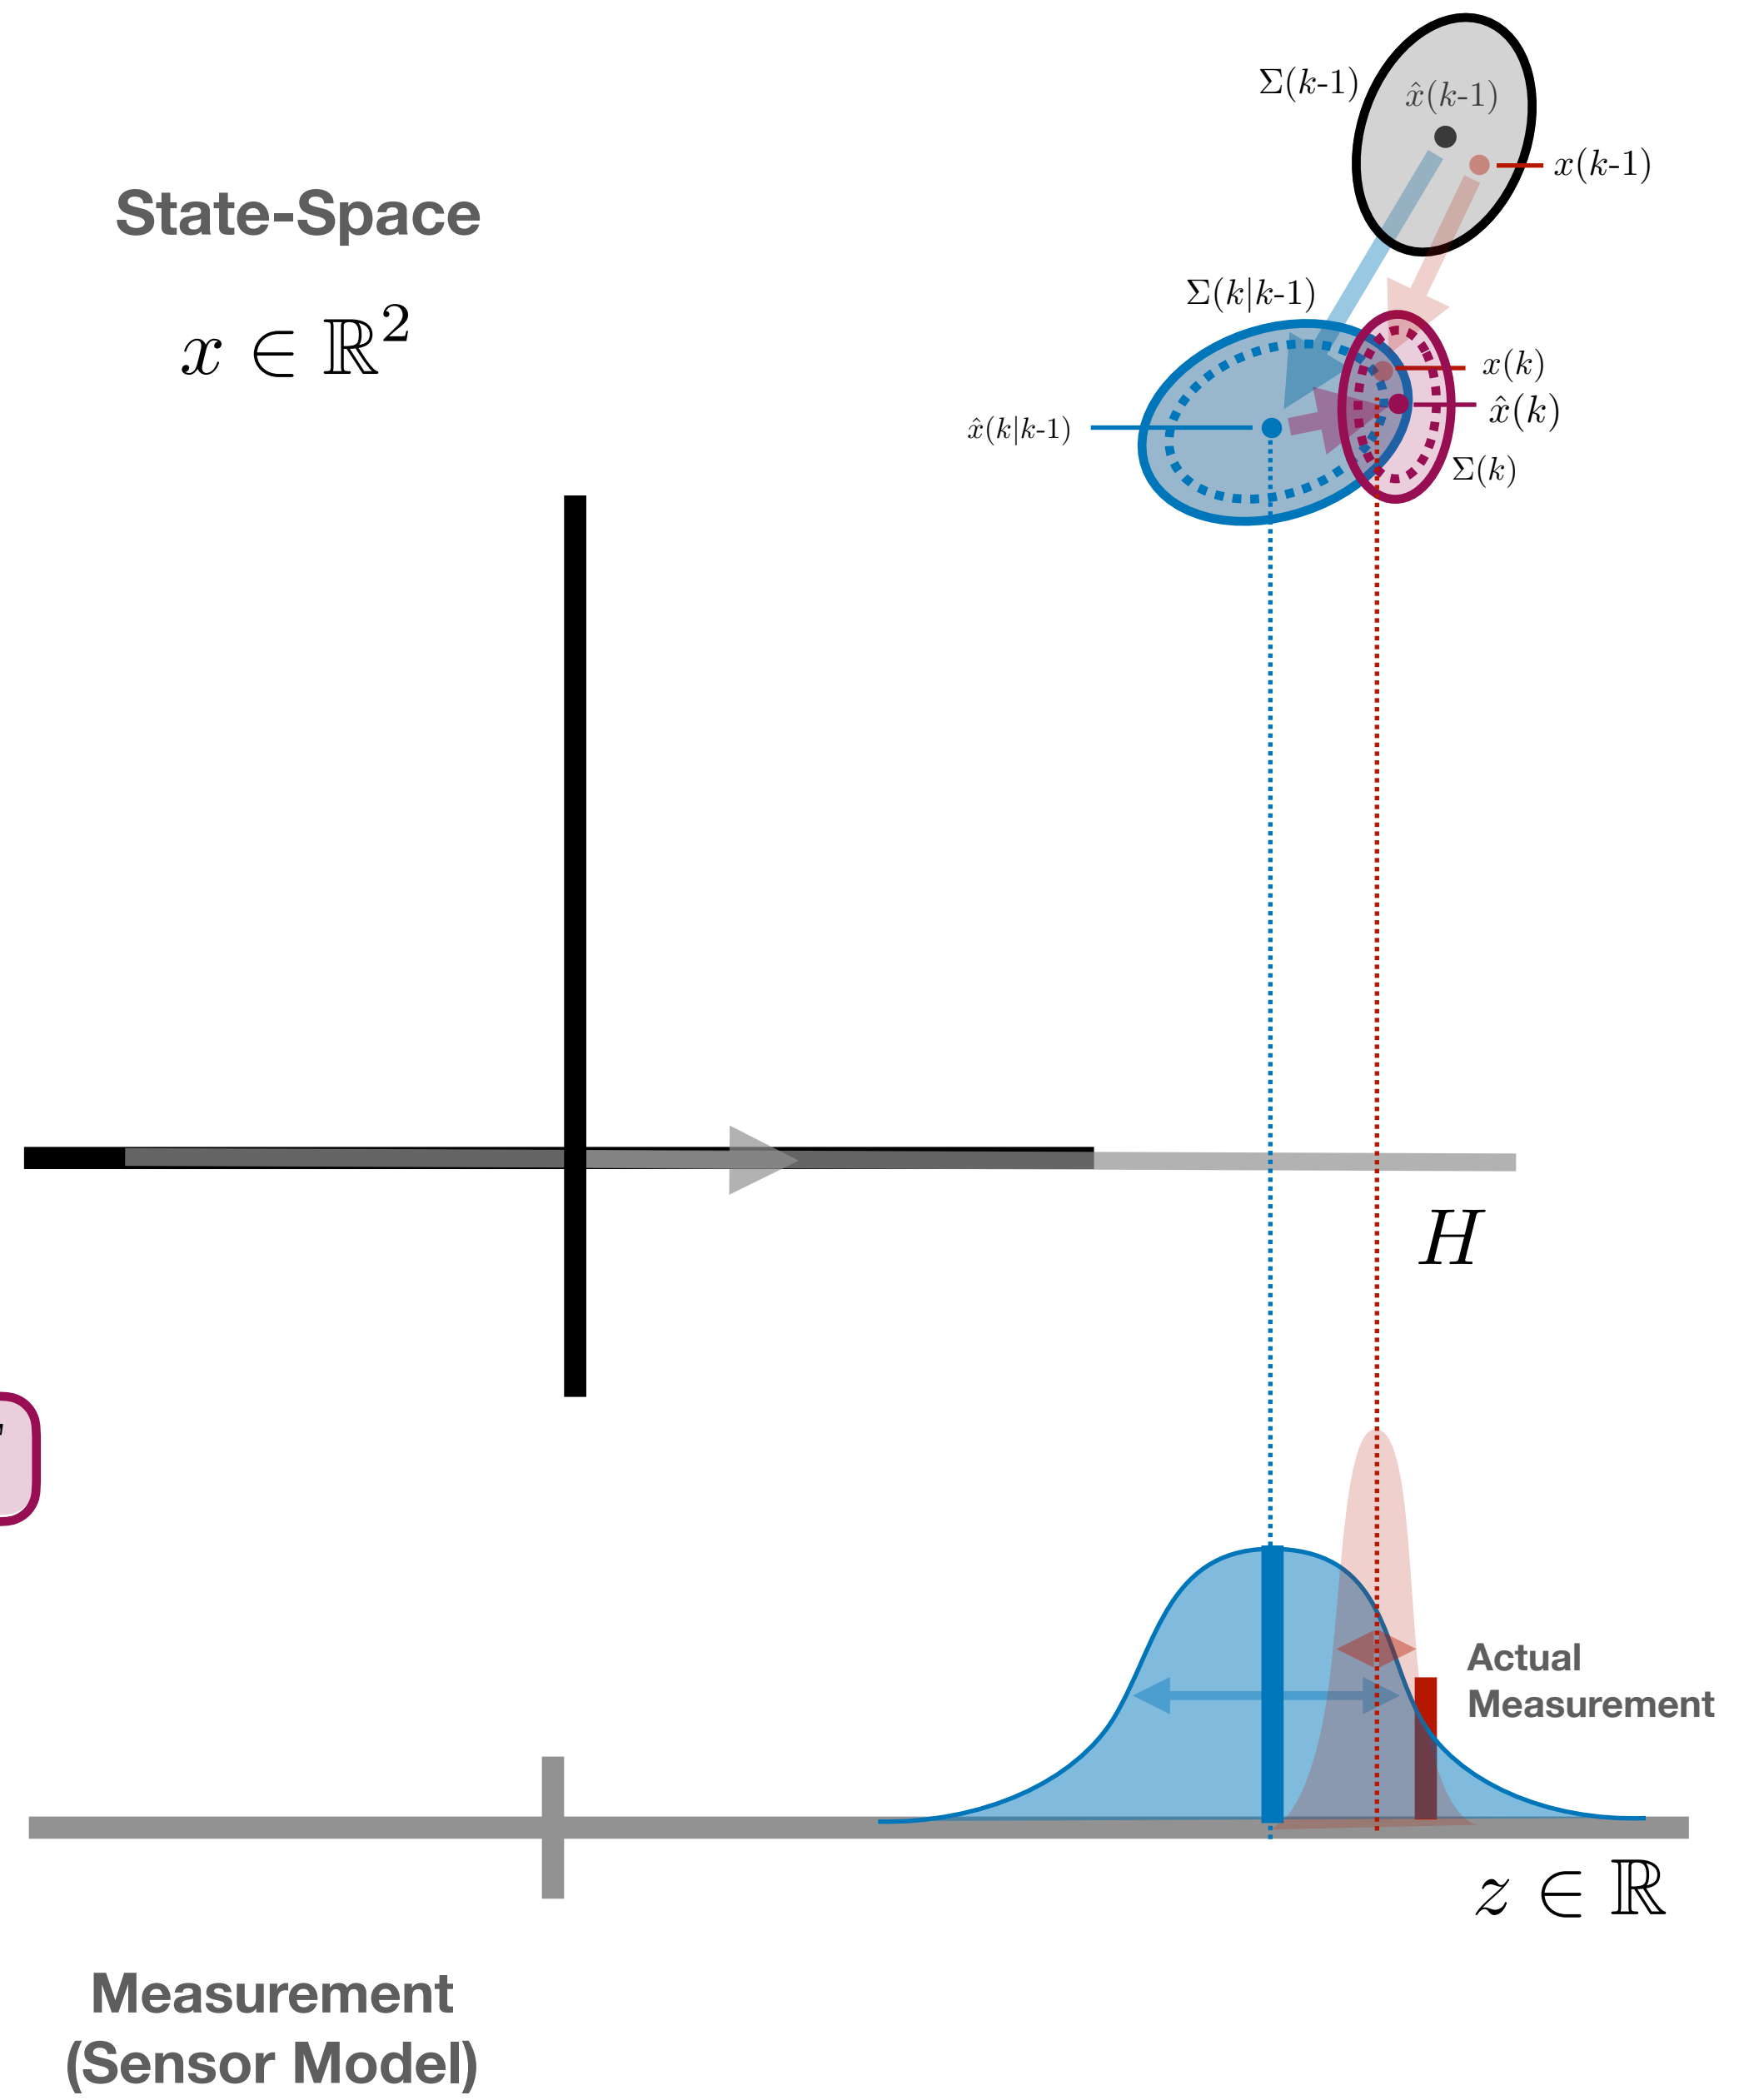 Σ(k-1)
x̂(k-1)
x(k-1)
State-Space
x ∈ ℝ²
Σ(k|k-1)
x(k)
x̂(k)
x̂(k|k-1)
Σ(k)
H
Actual
Measurement
z ∈ ℝ
Measurement
(Sensor Model)